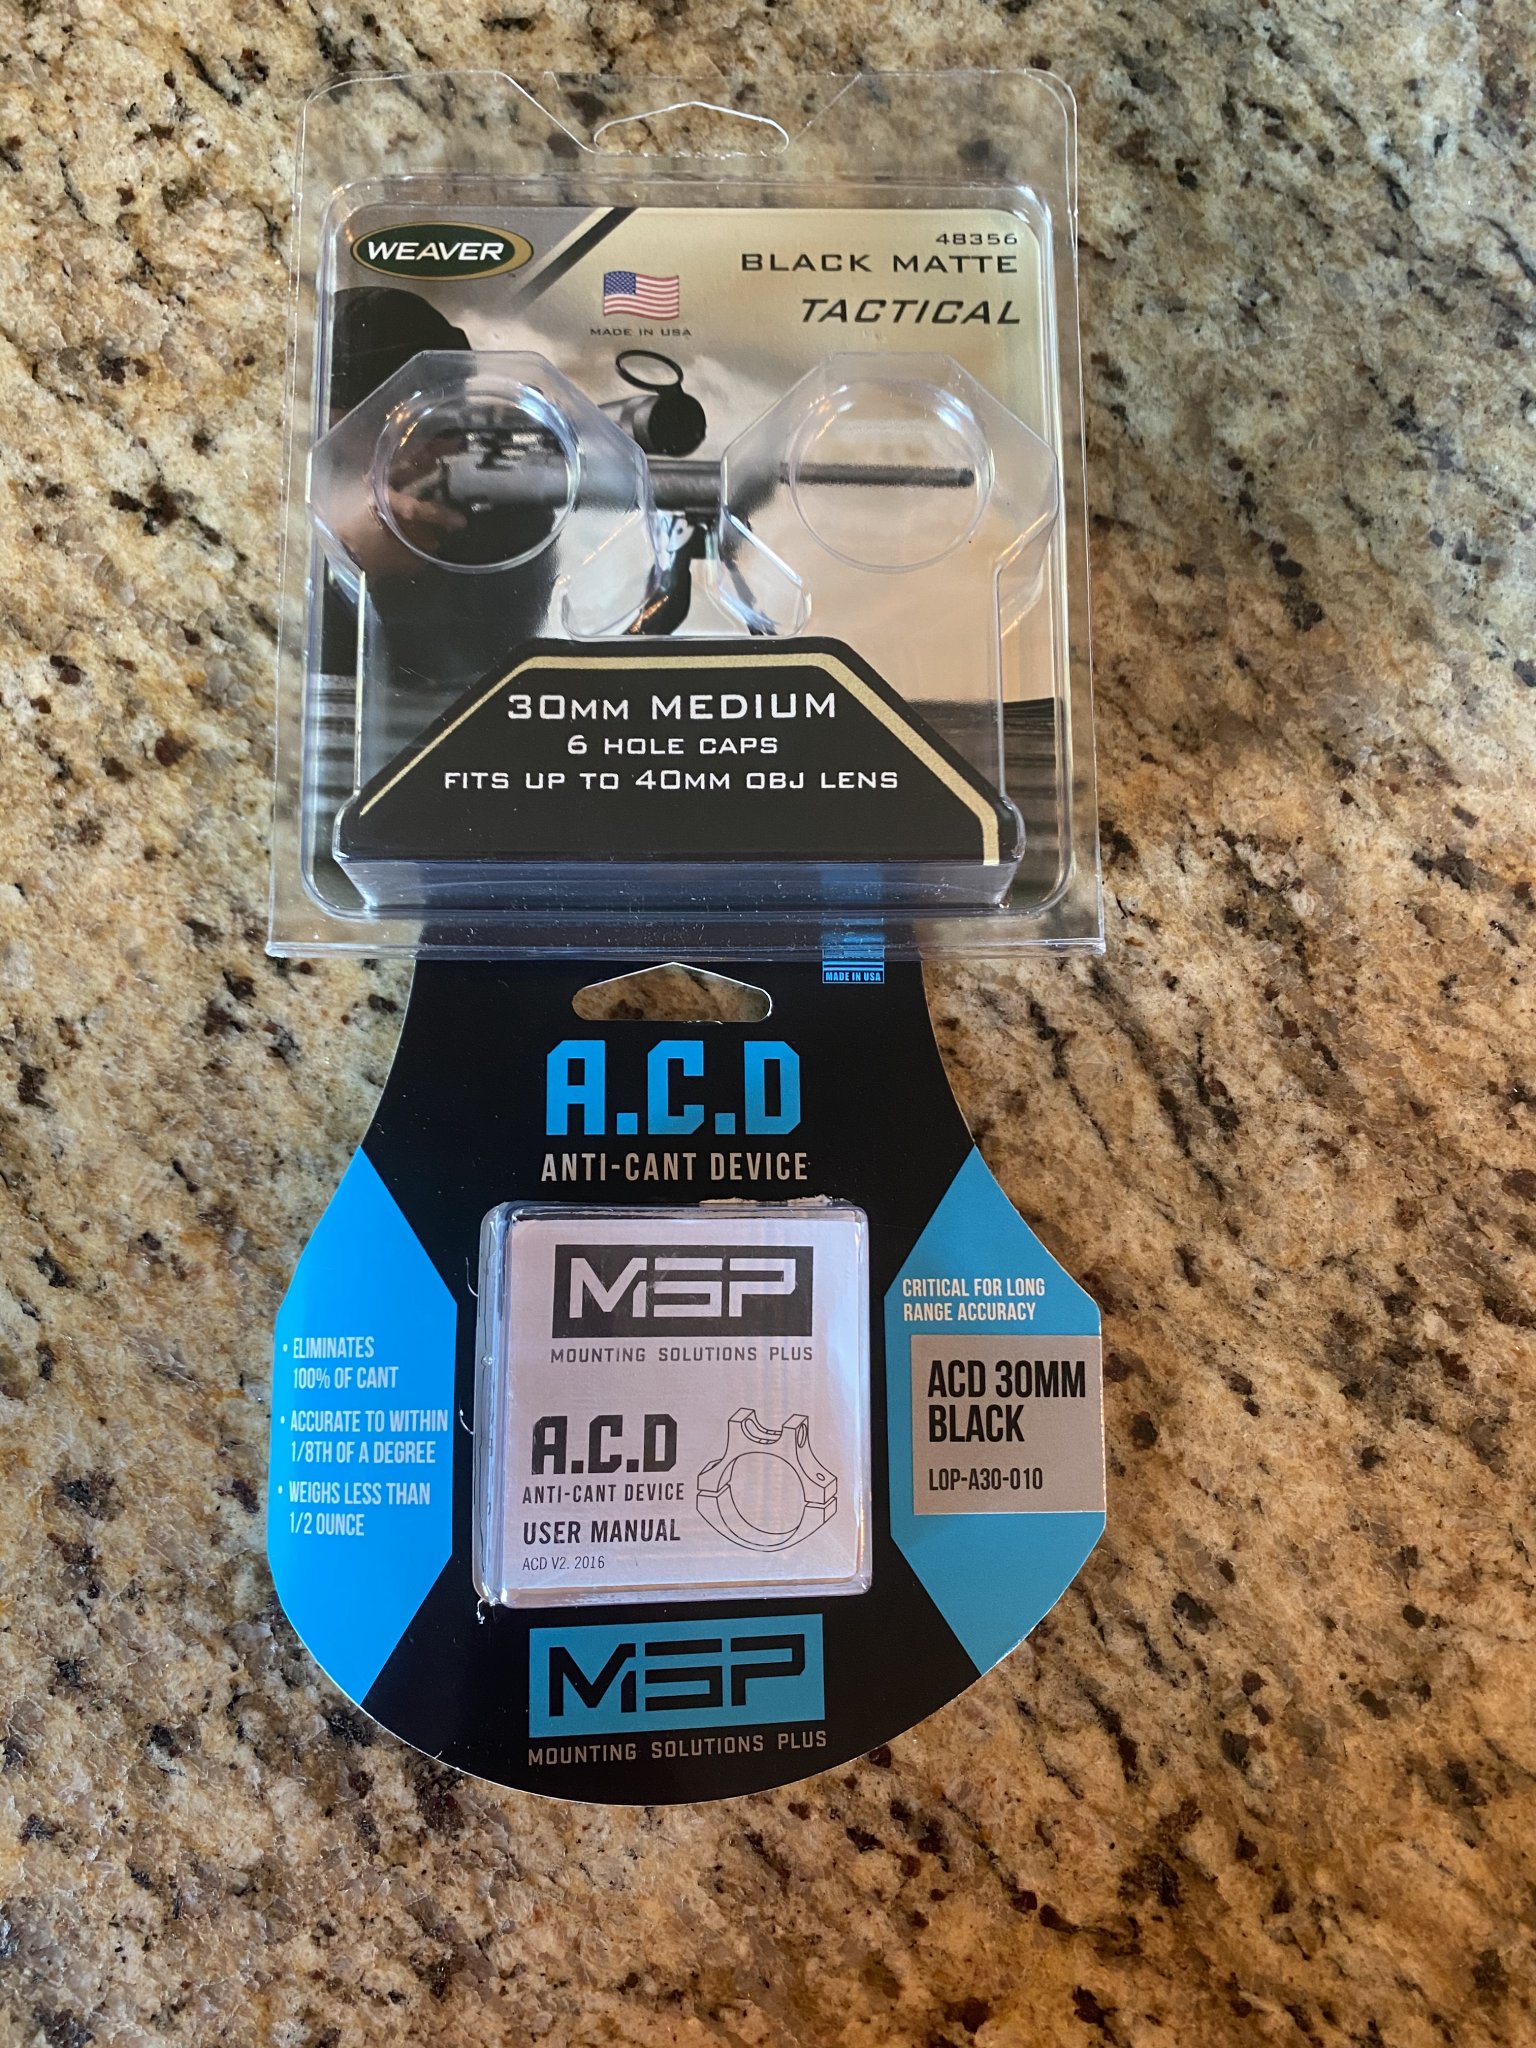 WEAVER
48356
BLACK MATTE
TACTICAL
MADE IN USA
30MM MEDIUM
6 HOLE CAPS
FITS UP TO 40MM OBJ LENS
MADE IN USA
A.C.D
ANTI-CANT DEVICE
MSP
MOUNTING SOLUTIONS PLUS
A.C.D
ANTI-CANT DEVICE
USER MANUAL
ACD V2. 2016
• ELIMINATES
100% OF CANT
• ACCURATE TO WITHIN
1/8TH OF A DEGREE
• WEIGHS LESS THAN
1/2 OUNCE
CRITICAL FOR LONG
RANGE ACCURACY
ACD 30MM
BLACK
LOP-A30-010
MSP
MOUNTING SOLUTIONS PLUS